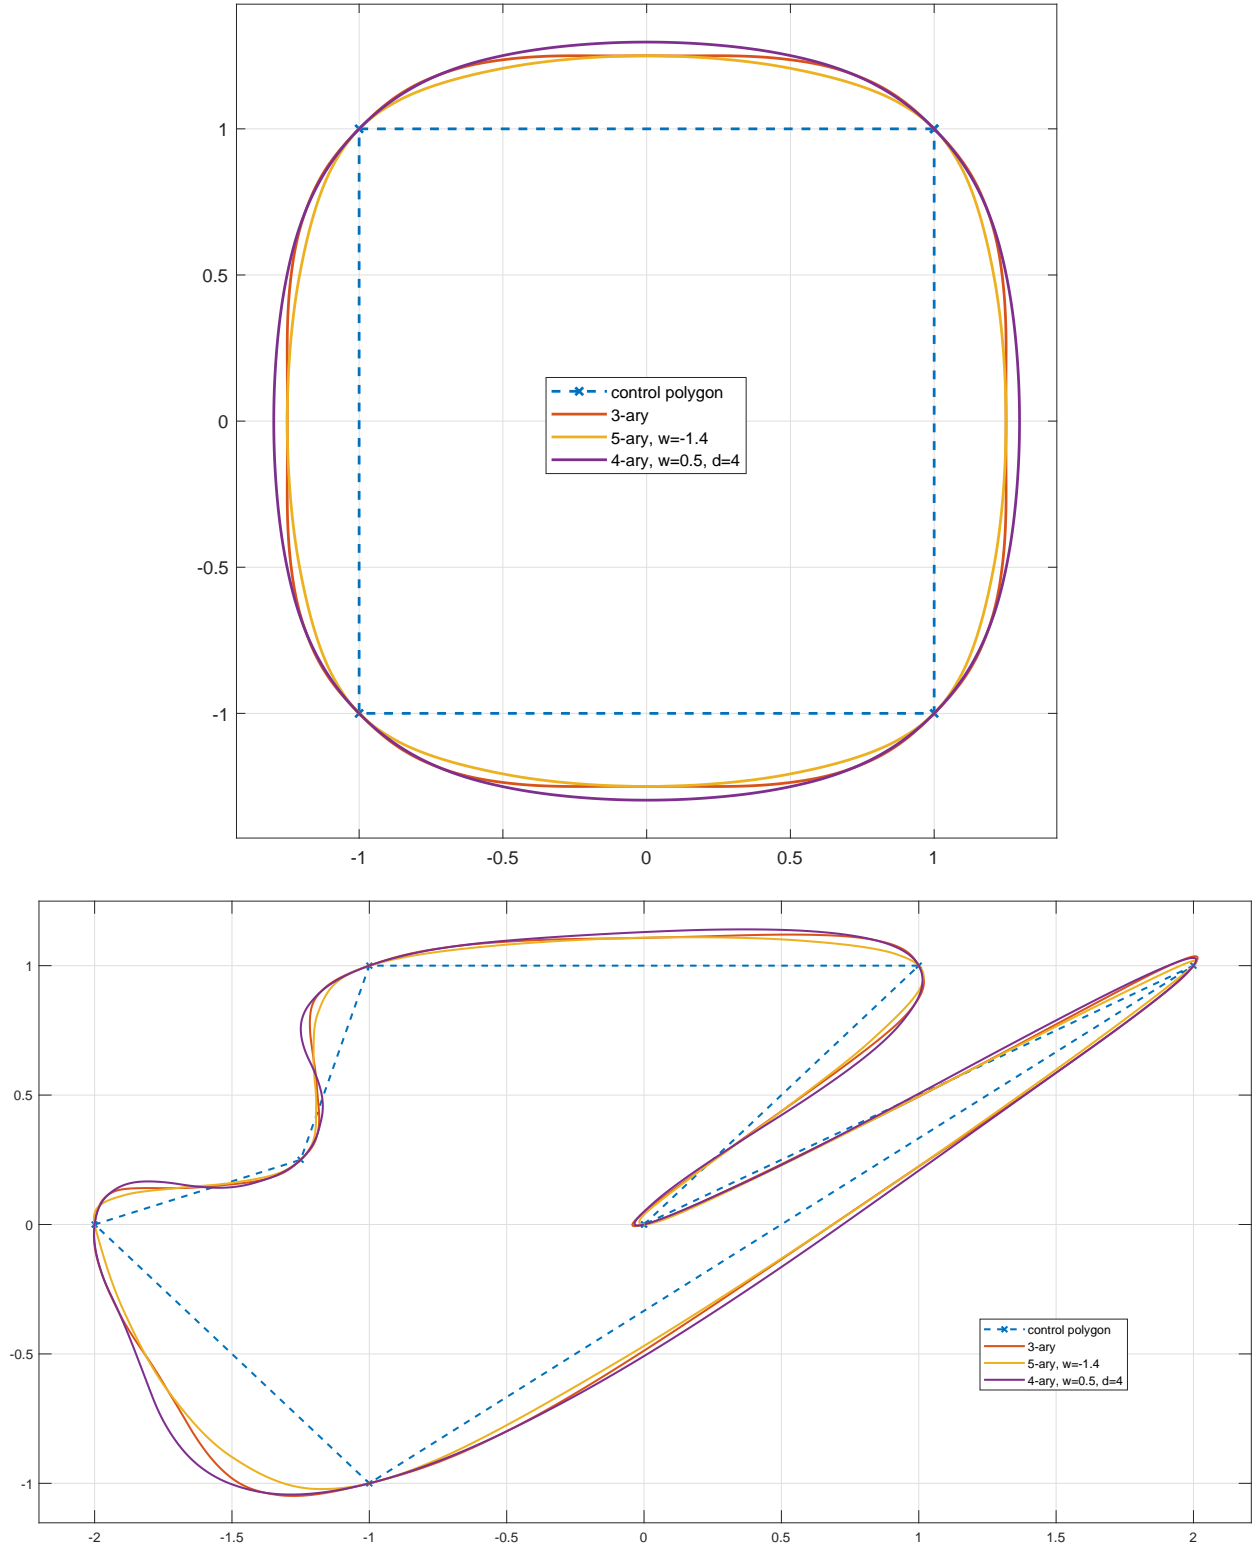 1
0.5
0
-0.5
-1
control polygon
3-ary
5-ary, w=-1.4
4-ary, w=0.5, d=4
-1 -0.5 0 0.5 1
1
0.5
0
-0.5
-1
control polygon
3-ary
5-ary, w=-1.4
4-ary, w=0.5, d=4
-2 -1.5 -1 -0.5 0 0.5 1 1.5 2